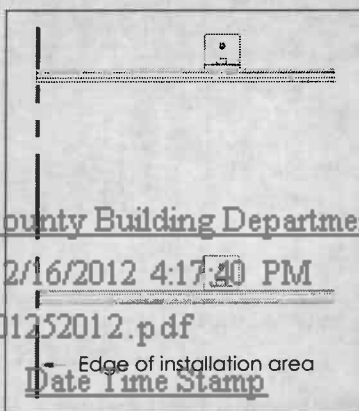 ounty Building Departme
2/16/2012 4:17:40 PM
01252012.pdf
Edge of installation area
Date Time Stamp